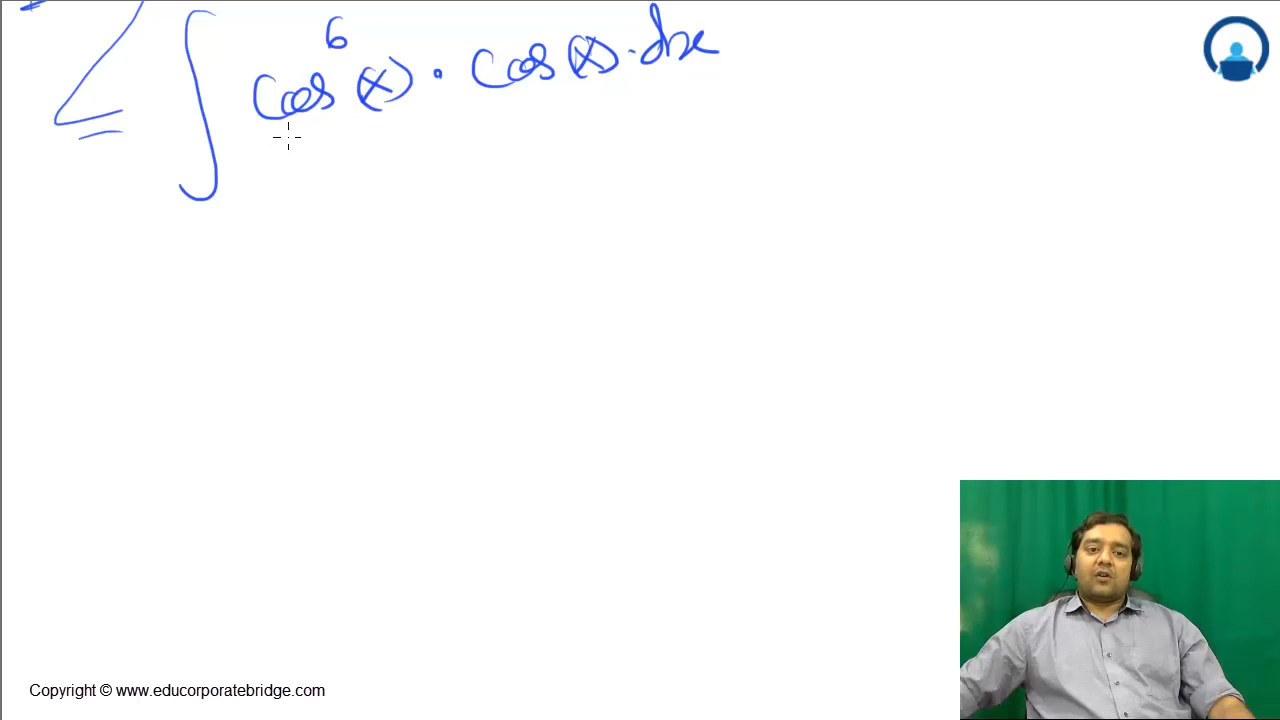 ∫ cos⁶(x) · cos(x) · dx
Copyright © www.educorporatebridge.com